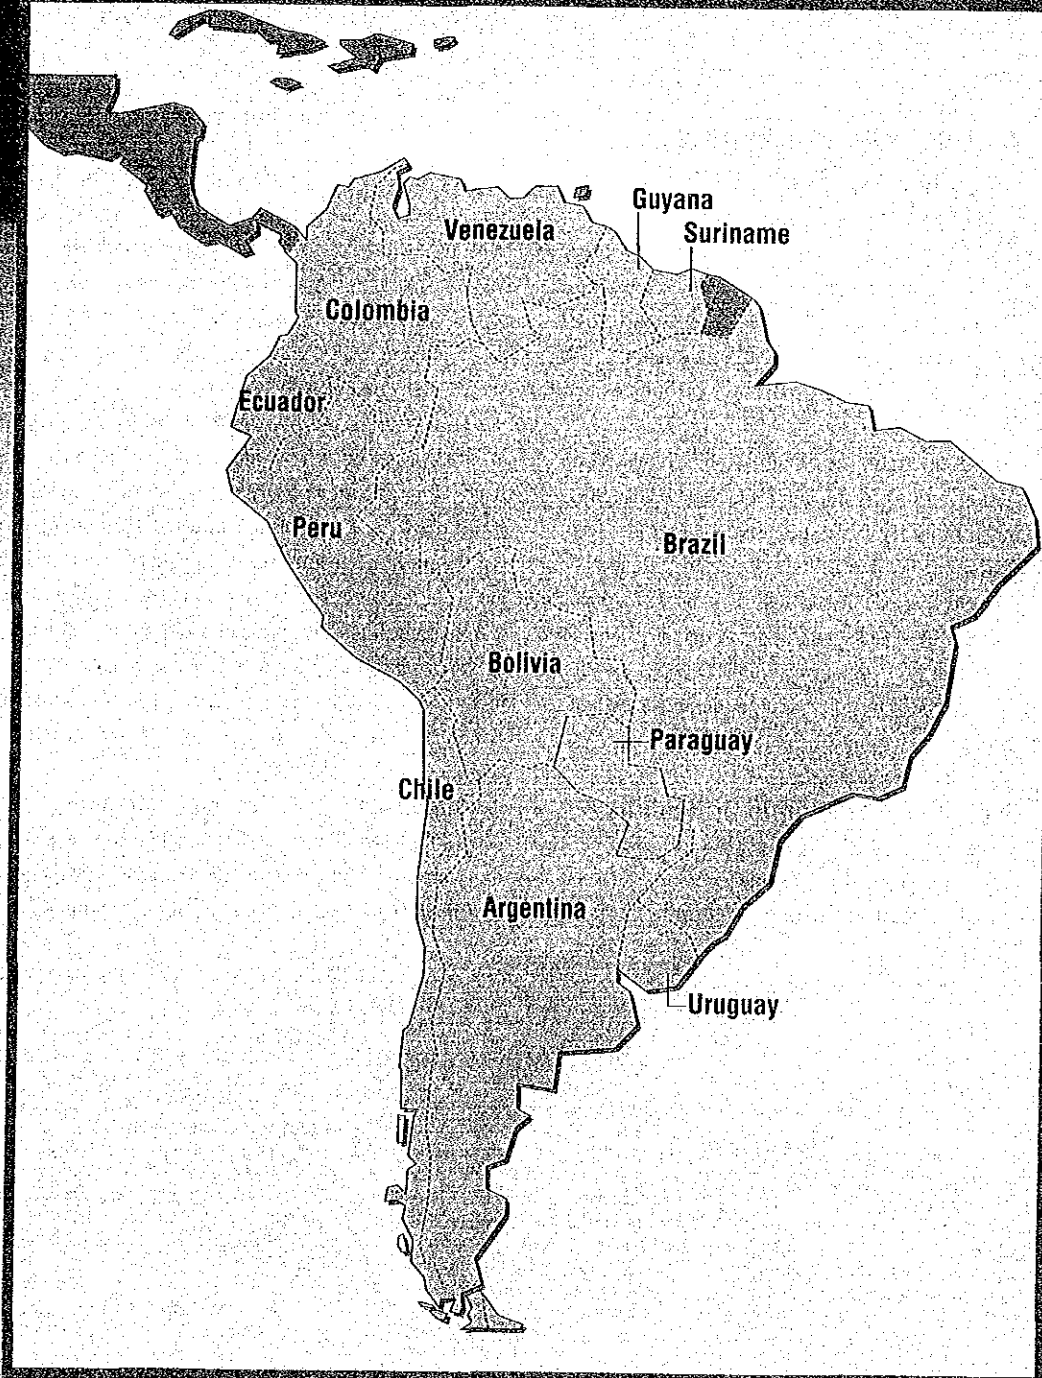 Guyana
Venezuela
Suriname
Colombia
Ecuador
Peru
Brazil
Bolivia
Paraguay
Chile
Argentina
Uruguay